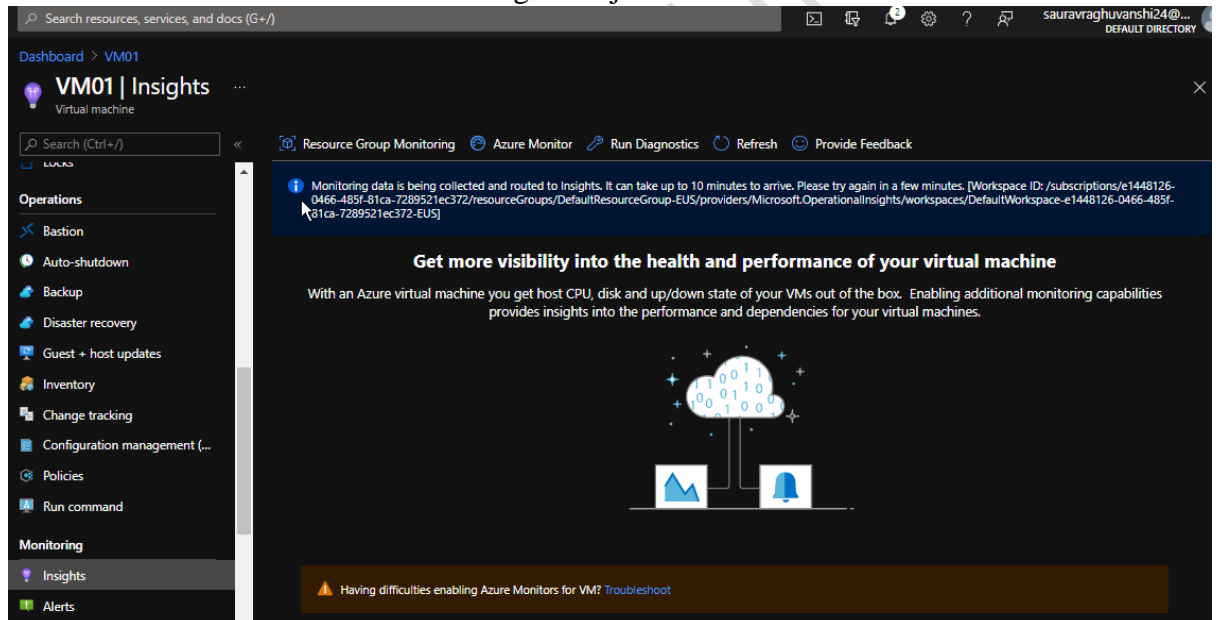 Search resources, services, and docs (G+/)
2
sauravraghuvanshi24@...
DEFAULT DIRECTORY
Dashboard > VM01
VM01 | Insights ...
Virtual machine
Search (Ctrl+/)
«
Resource Group Monitoring Azure Monitor Run Diagnostics Refresh Provide Feedback
Locks
Operations
Bastion
Auto-shutdown
Backup
Disaster recovery
Guest + host updates
Inventory
Change tracking
Configuration management (...
Policies
Run command
Monitoring
Insights
Alerts
Monitoring data is being collected and routed to Insights. It can take up to 10 minutes to arrive. Please try again in a few minutes. [Workspace ID: /subscriptions/e1448126-
0466-485f-81ca-7289521ec372/resourceGroups/DefaultResourceGroup-EUS/providers/Microsoft.OperationalInsights/workspaces/DefaultWorkspace-e1448126-0466-485f-
81ca-7289521ec372-EUS]
Get more visibility into the health and performance of your virtual machine
With an Azure virtual machine you get host CPU, disk and up/down state of your VMs out of the box. Enabling additional monitoring capabilities
provides insights into the performance and dependencies for your virtual machines.
Having difficulties enabling Azure Monitors for VM? Troubleshoot